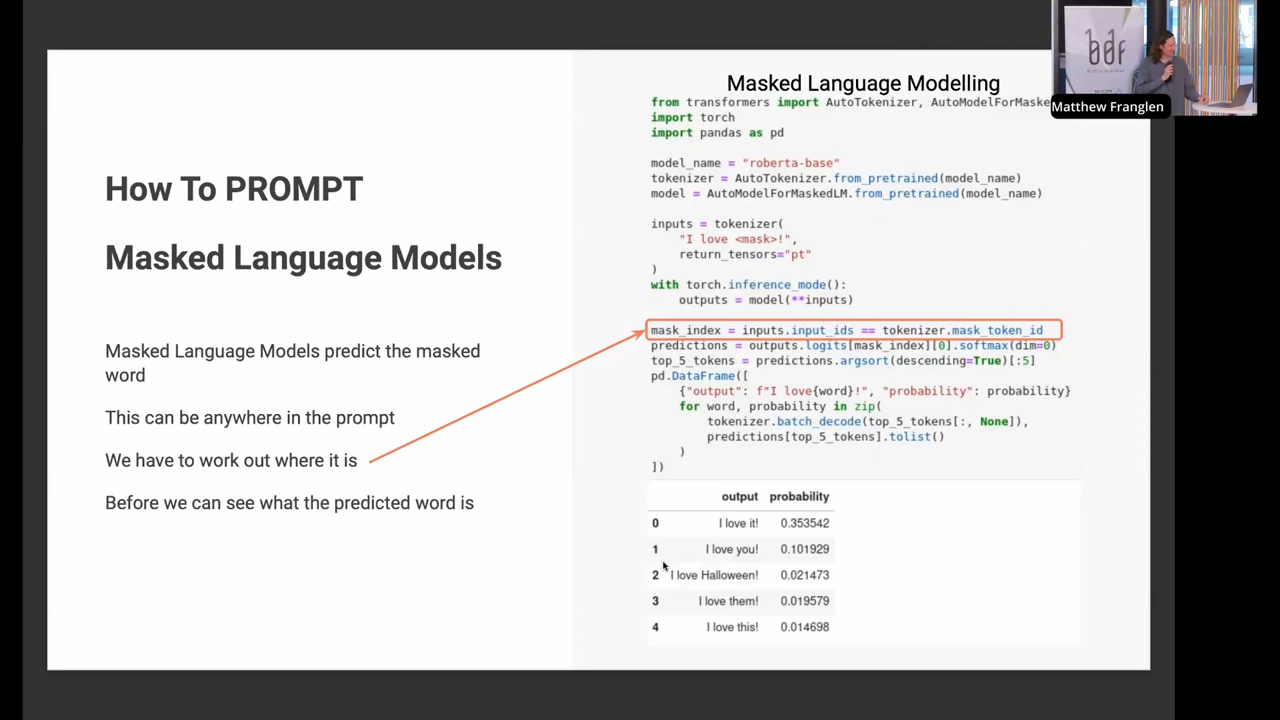 Masked Language Modelling
Matthew Franglen
bdf
How To PROMPT
Masked Language Models
Masked Language Models predict the masked
word
This can be anywhere in the prompt
We have to work out where it is
Before we can see what the predicted word is
from transformers import AutoTokenizer, AutoModelForMaske
import torch
import pandas as pd
model_name = "roberta-base"
tokenizer = AutoTokenizer.from_pretrained(model_name)
model = AutoModelForMaskedLM.from_pretrained(model_name)
inputs = tokenizer(
    "I love <mask>!",
    return_tensors="pt"
)
with torch.inference_mode():
    outputs = model(**inputs)
mask_index = inputs.input_ids == tokenizer.mask_token_id
predictions = outputs.logits[mask_index][0].softmax(dim=0)
top_5_tokens = predictions.argsort(descending=True)[:5]
pd.DataFrame([
    {"output": f"I love{word}!", "probability": probability}
    for word, probability in zip(
        tokenizer.batch_decode(top_5_tokens[:, None]),
        predictions[top_5_tokens].tolist()
    )
])
output probability
0 I love it! 0.353542
1 I love you! 0.101929
2 I love Halloween! 0.021473
3 I love them! 0.019579
4 I love this! 0.014698